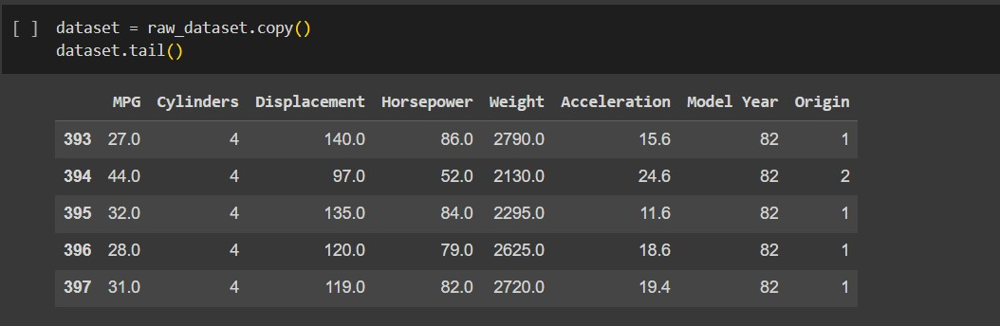 [ ] dataset = raw_dataset.copy()
dataset.tail()
MPG Cylinders Displacement Horsepower Weight Acceleration Model Year Origin
393 27.0 4 140.0 86.0 2790.0 15.6 82 1
394 44.0 4 97.0 52.0 2130.0 24.6 82 2
395 32.0 4 135.0 84.0 2295.0 11.6 82 1
396 28.0 4 120.0 79.0 2625.0 18.6 82 1
397 31.0 4 119.0 82.0 2720.0 19.4 82 1